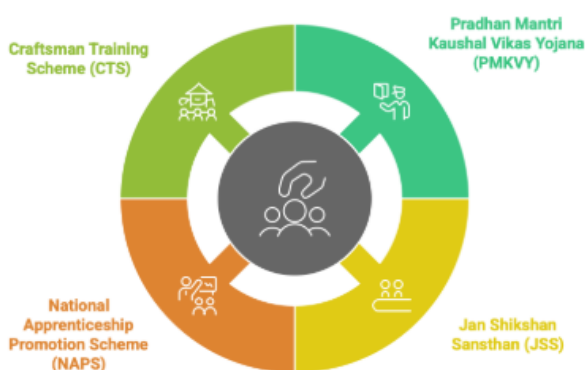 Craftsman Training
Scheme (CTS)
Pradhan Mantri
Kaushal Vikas Yojana
(PMKVY)
National
Apprenticeship
Promotion Scheme
(NAPS)
Jan Shikshan
Sansthan (JSS)